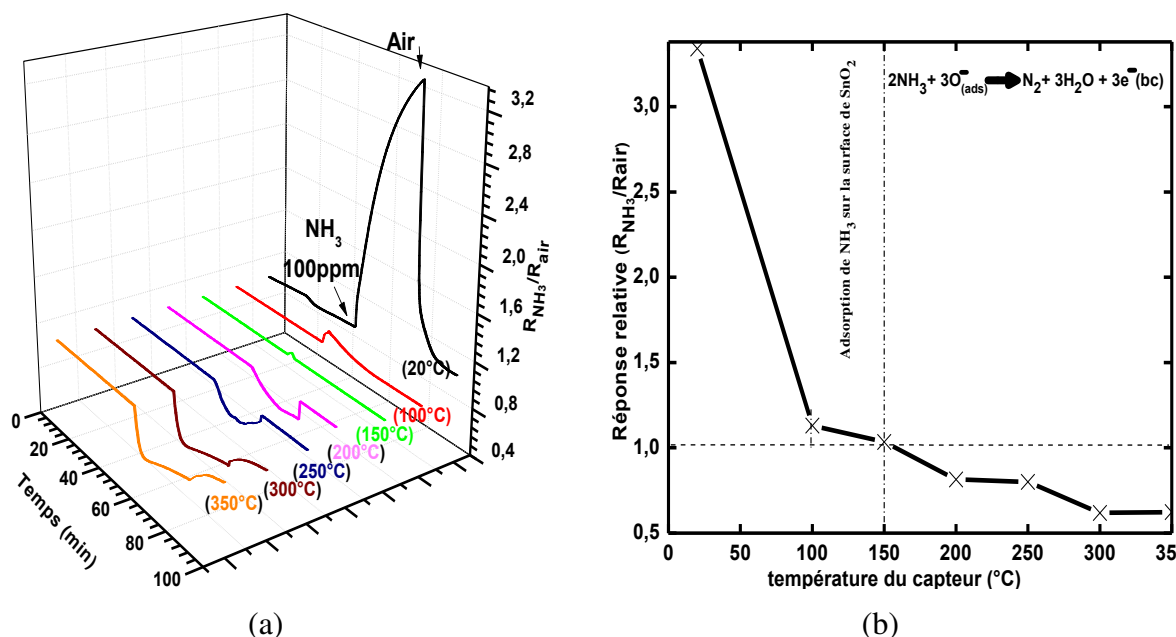 Air
NH3
100ppm
(20°C)
(100°C)
(150°C)
(200°C)
(250°C)
(300°C)
(350°C)
3,2
2,8
2,4
2,0
1,6
1,2
0,8
0,4
RNH3/Rair
0
20
40
60
80
100
Temps (min)
(a)
2NH3+ 3O-(ads) N2+ 3H2O + 3e-(bc)
Adsorption de NH3 sur la surface de SnO2
Réponse relative (RNH3/Rair)
3,0
2,5
2,0
1,5
1,0
0,5
0
50
100
150
200
250
300
35
température du capteur (°C)
(b)